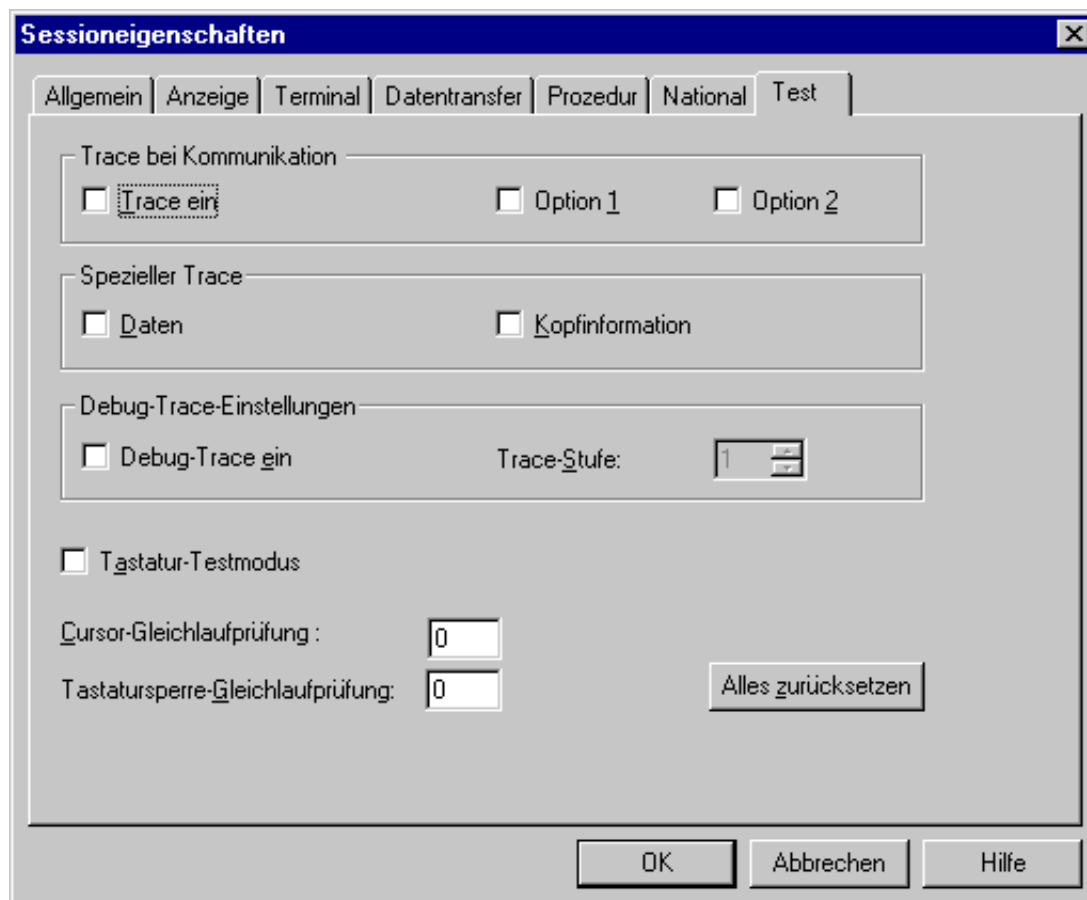 Sessioneigenschaften
Allgemein Anzeige Terminal Datentransfer Prozedur National Test
Trace bei Kommunikation
Trace ein Option 1 Option 2
Spezieller Trace
Daten Kopfinformation
Debug-Trace-Einstellungen
Debug-Trace ein Trace-Stufe: 1
Tastatur-Testmodus
Cursor-Gleichlaufprüfung : 0
Tastatursperre-Gleichlaufprüfung: 0 Alles zurücksetzen
OK Abbrechen Hilfe